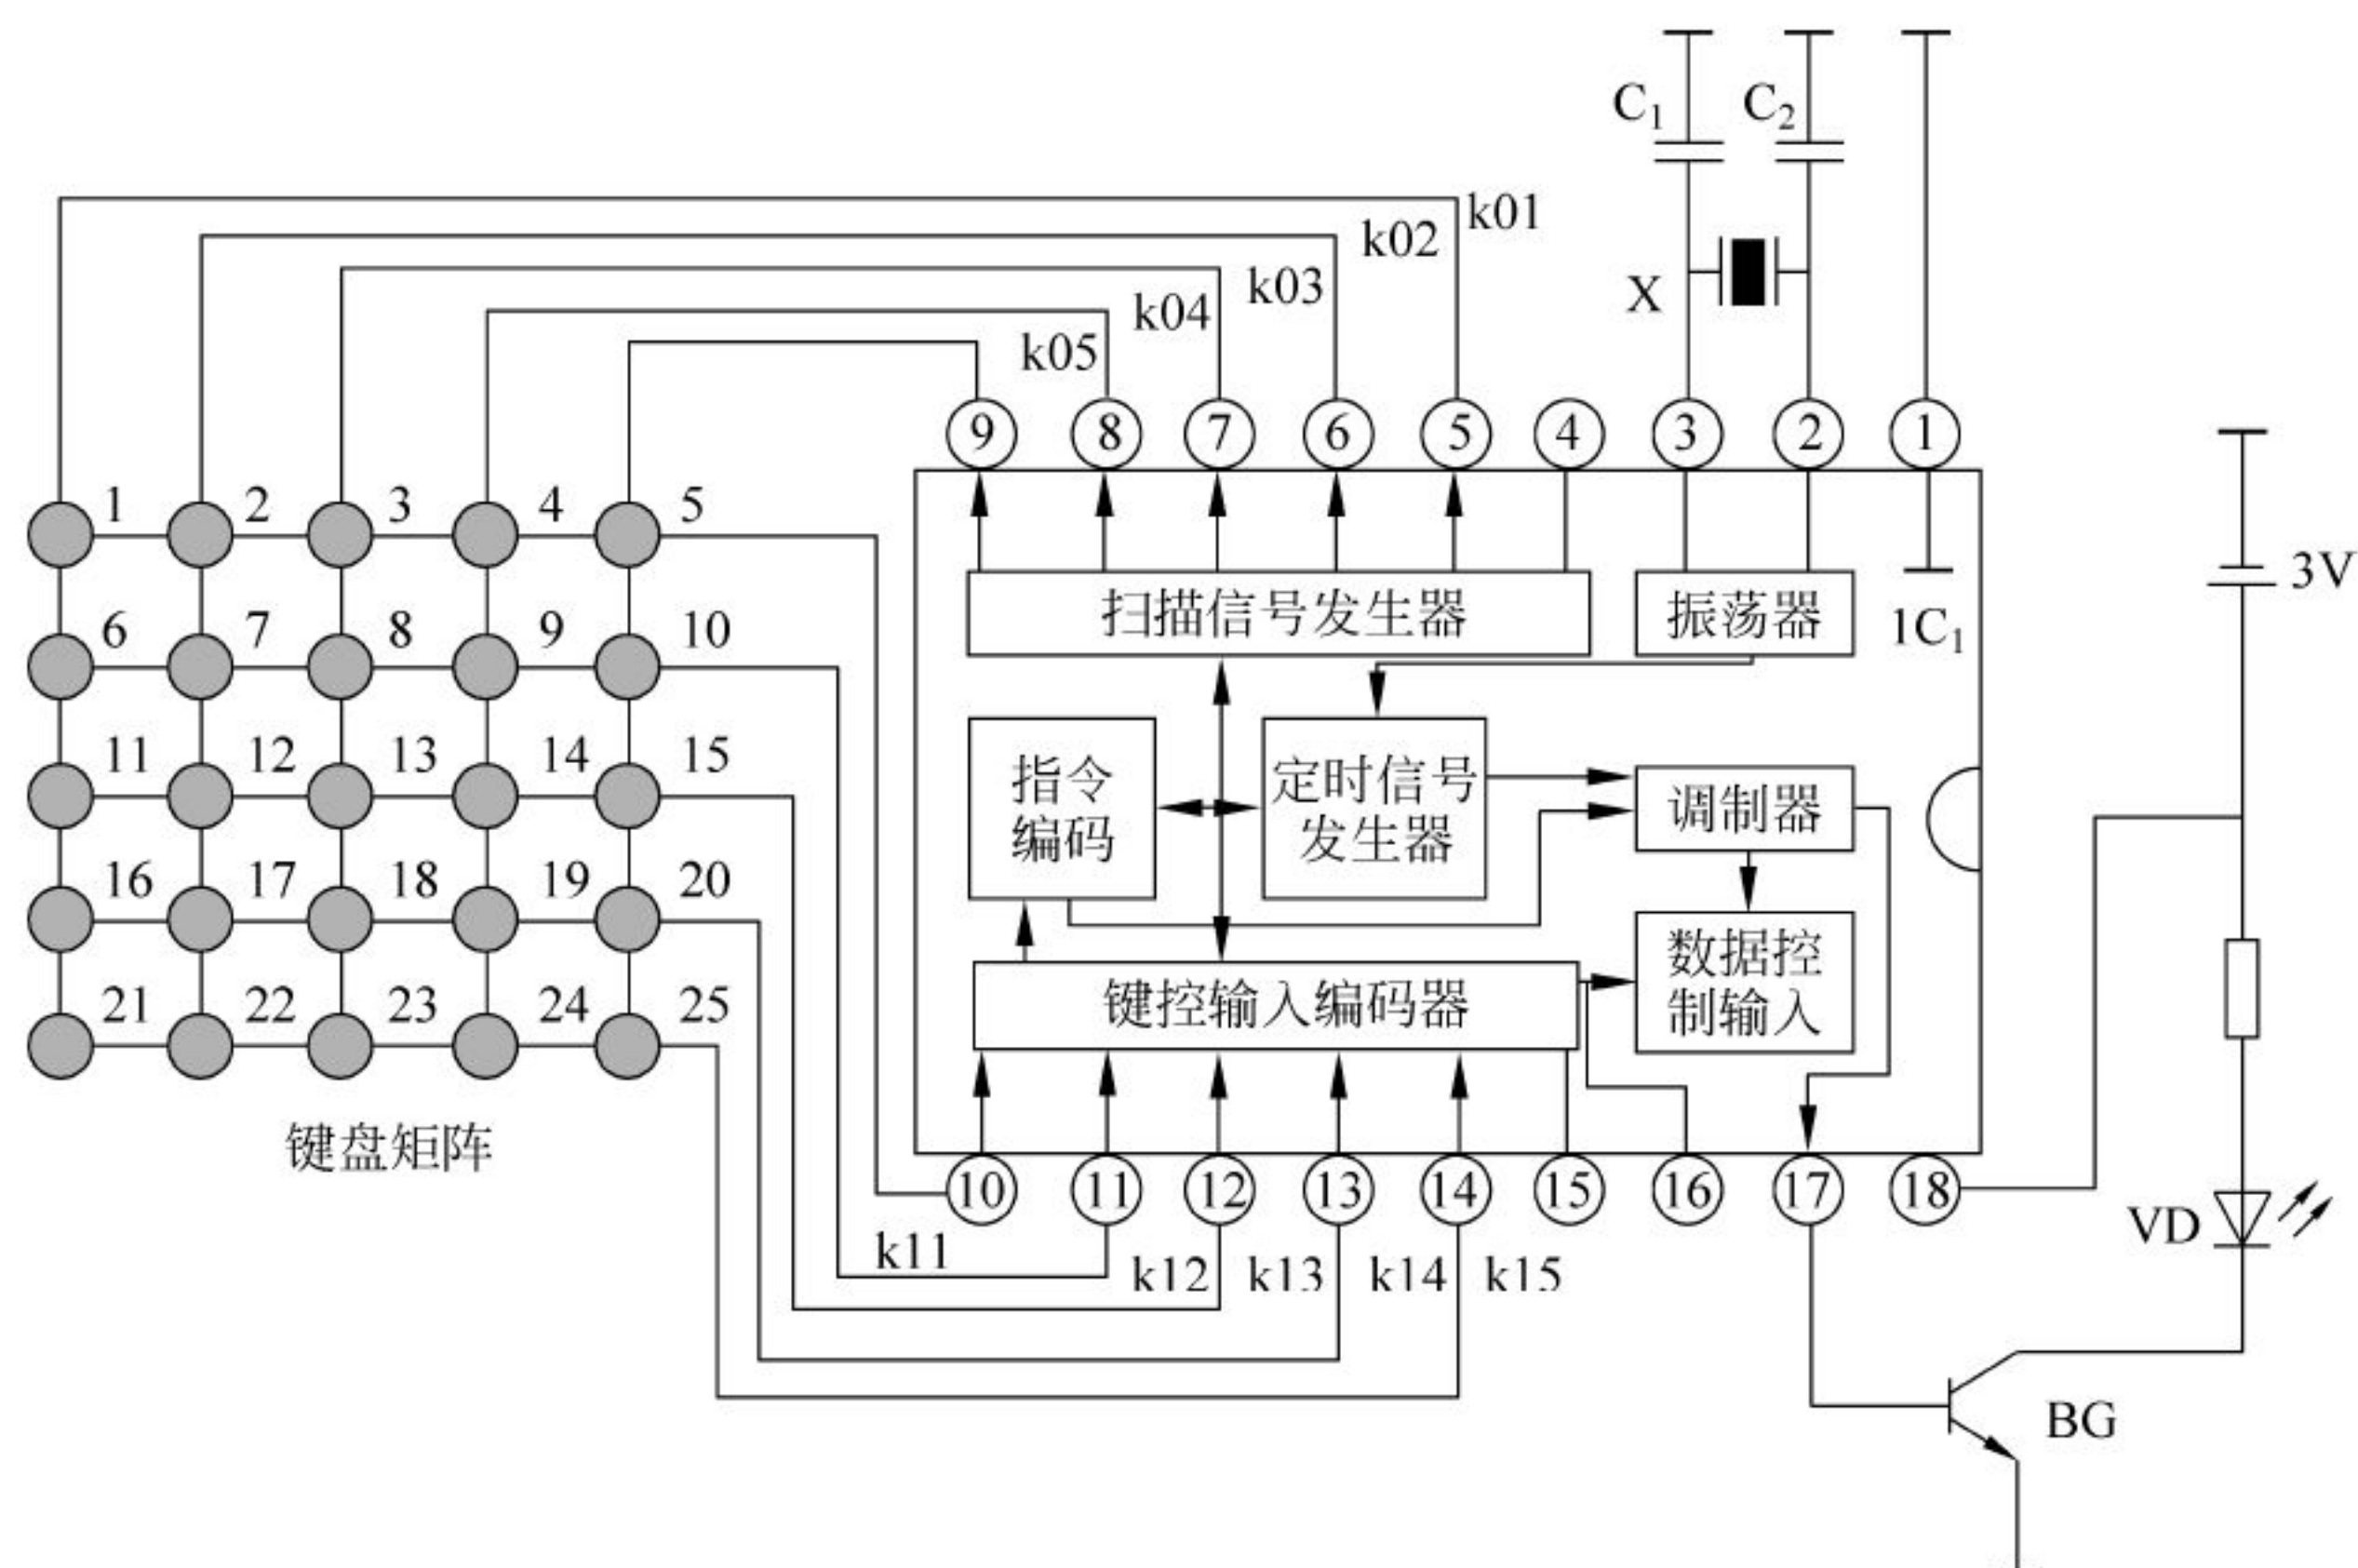 C1 C2
k01
k02
k03
X
k04
k05
9 8 7 6 5 4 3 2 1
1 2 3 4 5
3V
扫描信号发生器 振荡器 1C1
6 7 8 9 10
11 12 13 14 15
指令
编码
定时信号
发生器
调制器
16 17 18 19 20
数据控
制输入
键控输入编码器
21 22 23 24 25
键盘矩阵
10 11 12 13 14 15 16 17 18
VD
k11 k12 k13 k14 k15
BG